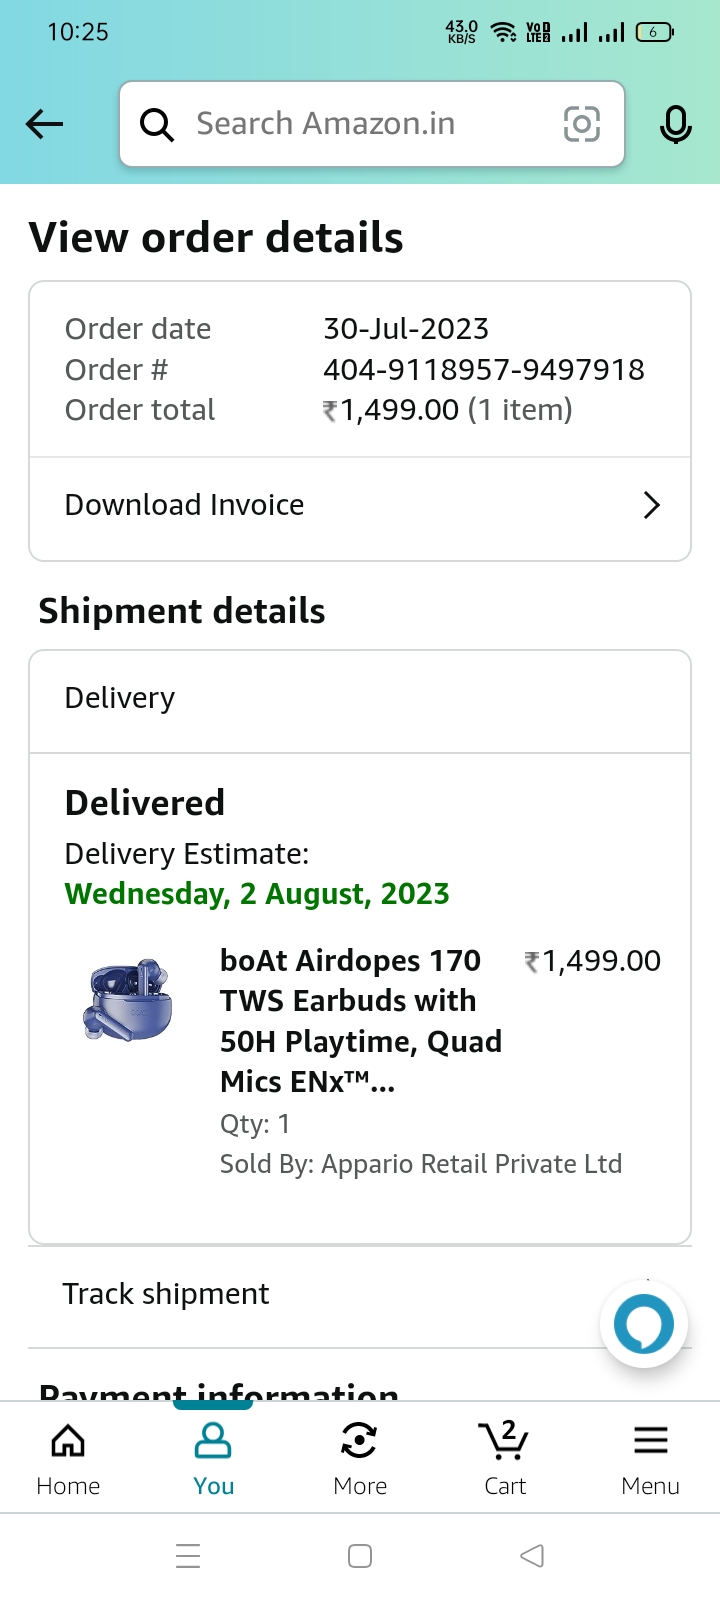 10:25
43.0
KB/S
VoD
LTE2
6
Search Amazon.in
View order details
Order date 30-Jul-2023
Order # 404-9118957-9497918
Order total ₹1,499.00 (1 item)
Download Invoice
Shipment details
Delivery
Delivered
Delivery Estimate:
Wednesday, 2 August, 2023
boAt Airdopes 170 ₹1,499.00
TWS Earbuds with
50H Playtime, Quad
Mics ENx™...
Qty: 1
Sold By: Appario Retail Private Ltd
Track shipment
Payment information
2
Home You More Cart Menu